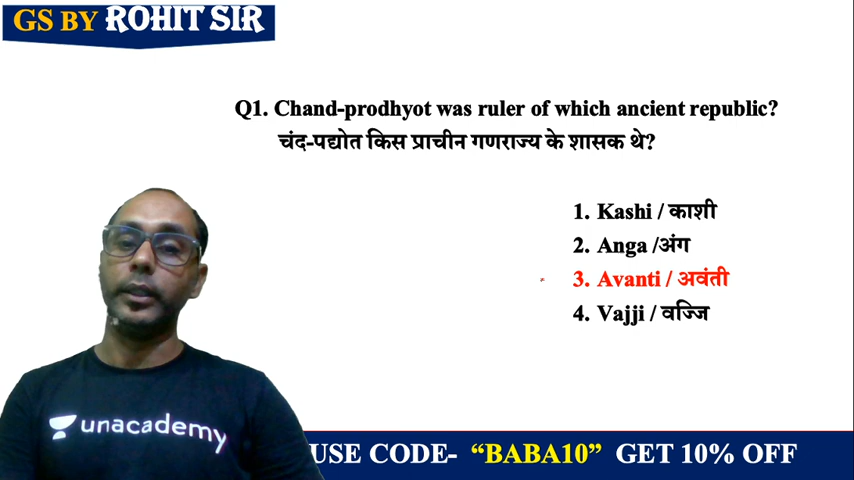 GS BY ROHIT SIR
Q1. Chand-prodhyot was ruler of which ancient republic?
चंद-पद्योत किस प्राचीन गणराज्य के शासक थे?
1. Kashi / काशी
2. Anga /अंग
3. Avanti / अवंती
4. Vajji / वज्जि
unacademy
USE CODE- “BABA10” GET 10% OFF